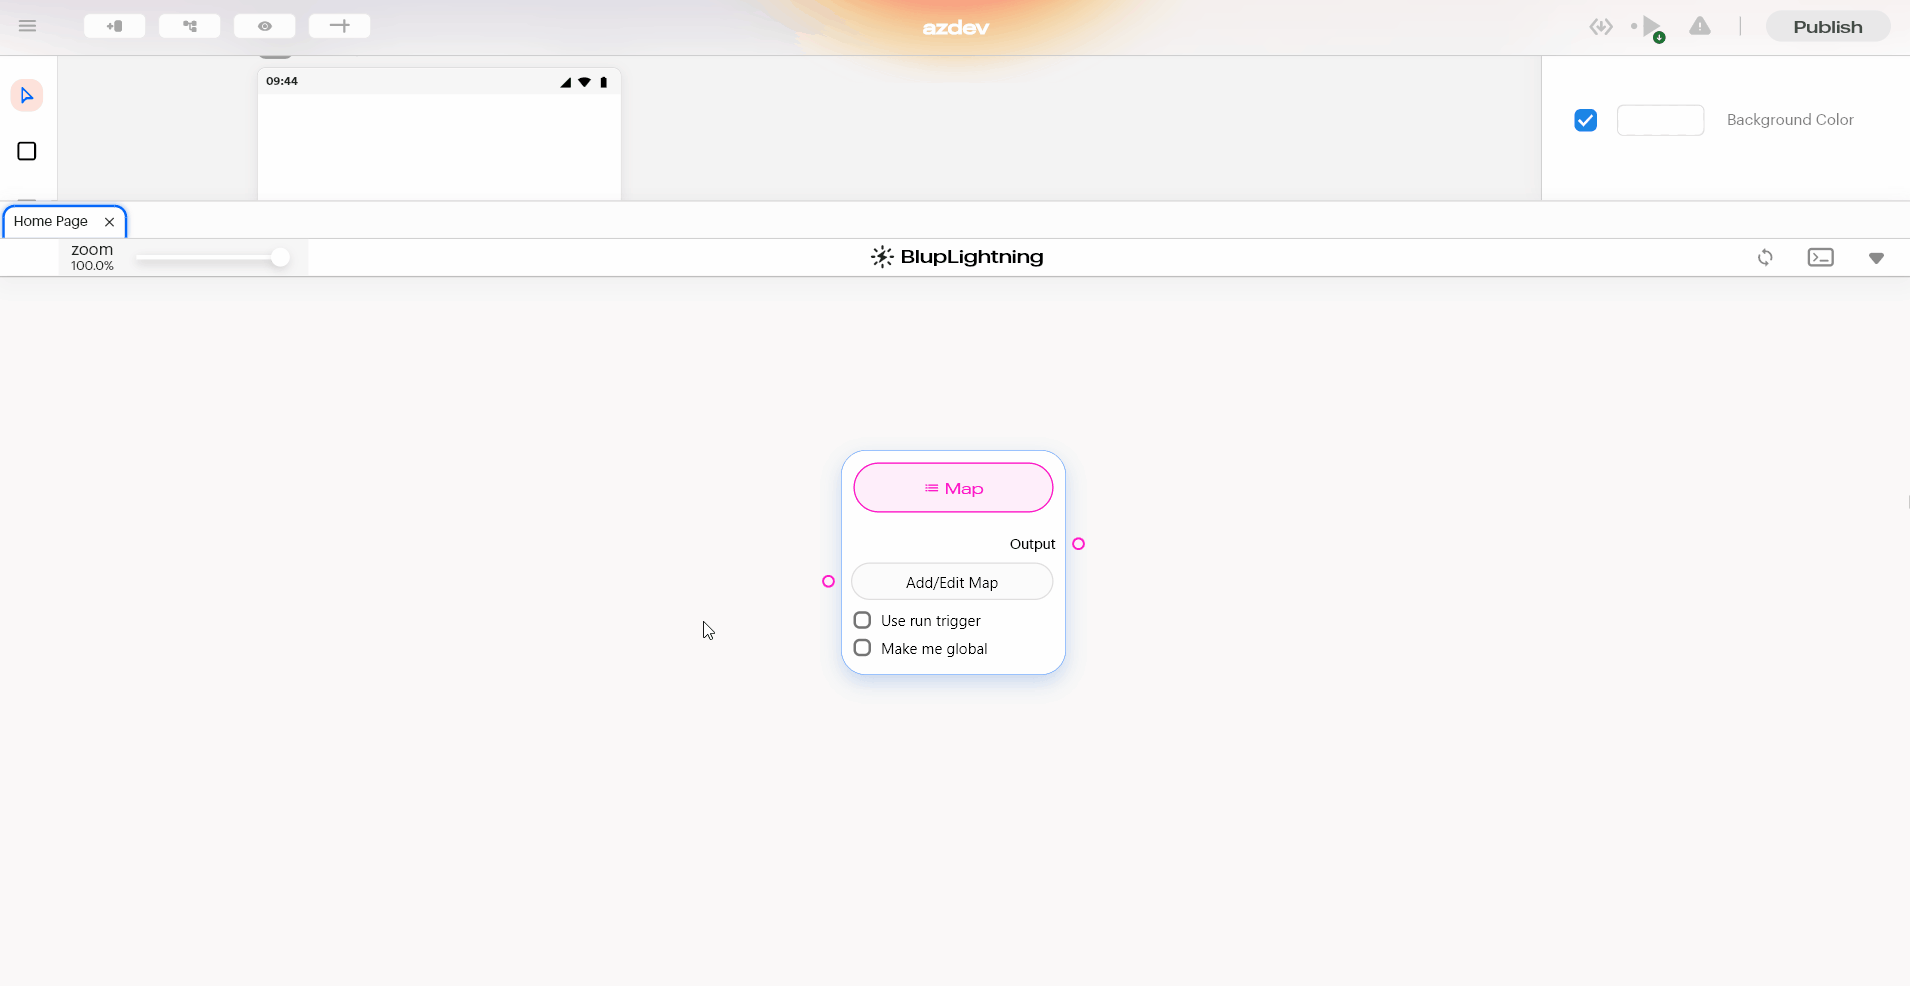 azdev
Publish
09:44
Background Color
Home Page
zoom
100.0%
BlupLightning
Map
Output
Add/Edit Map
Use run trigger
Make me global